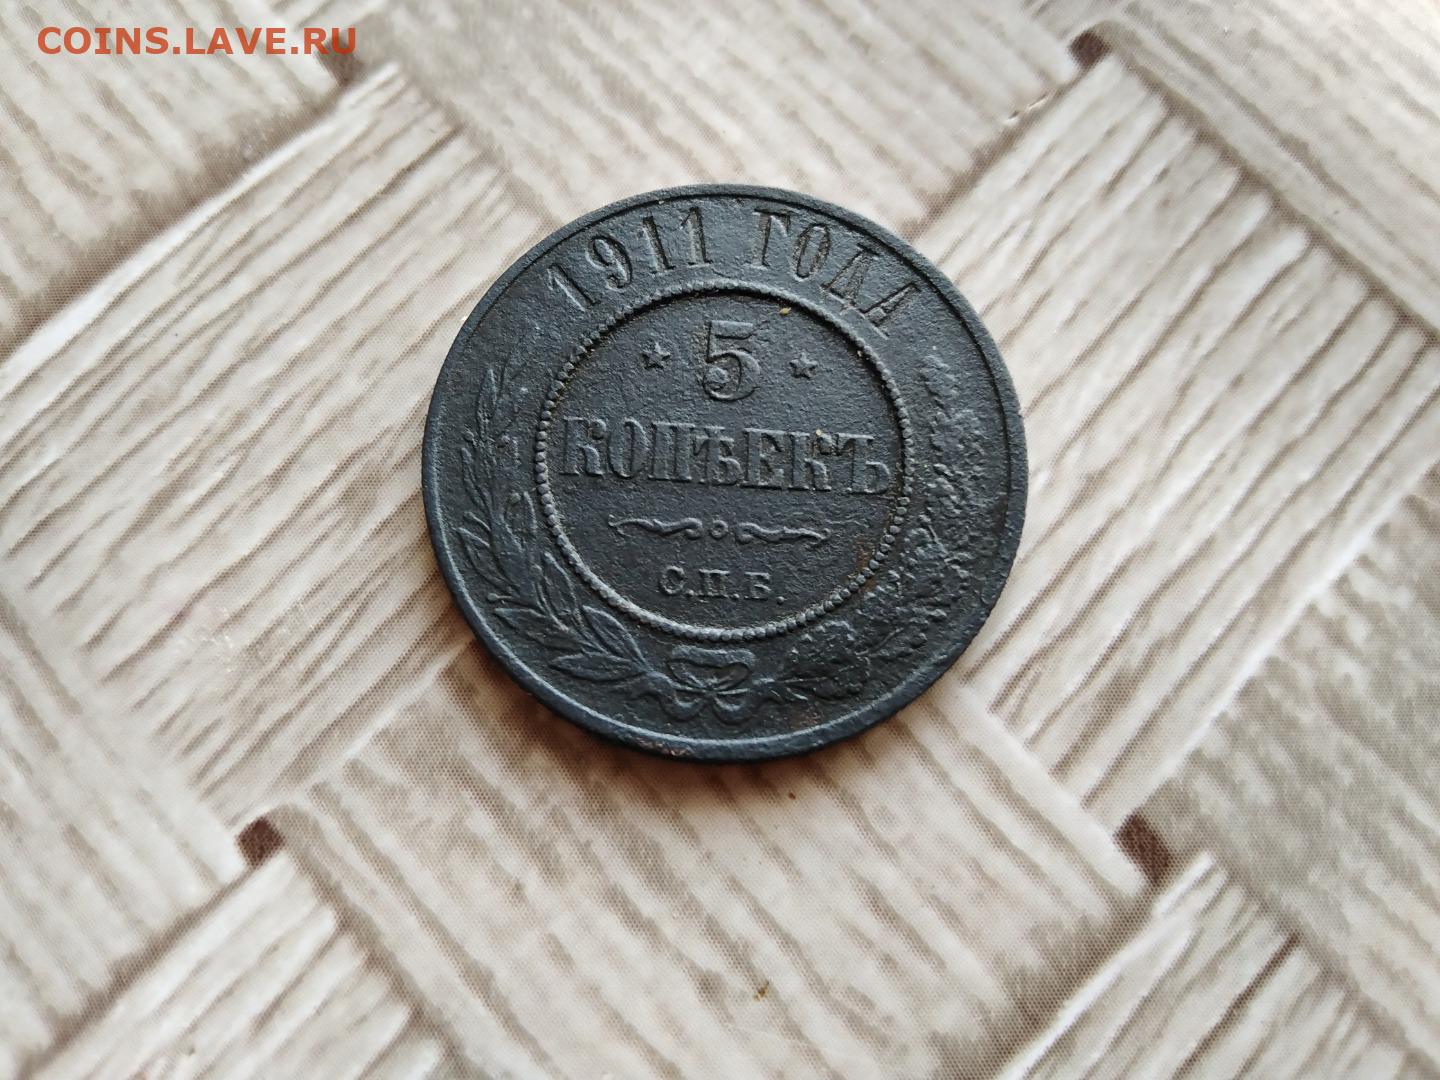 COINS.LAVE.RU
1911 ГОДА
5
КОПѢЕКЪ
С.П.Б.